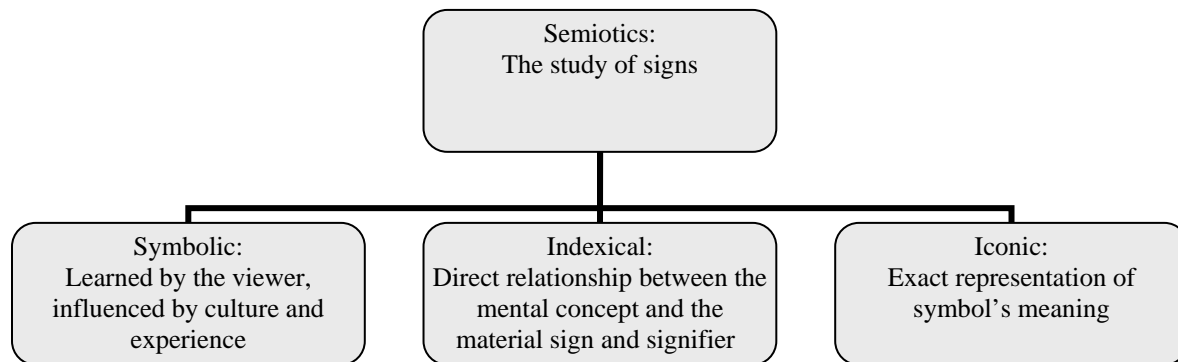 Semiotics:
The study of signs
Symbolic:
Learned by the viewer,
influenced by culture and
experience
Indexical:
Direct relationship between the
mental concept and the
material sign and signifier
Iconic:
Exact representation of
symbol’s meaning